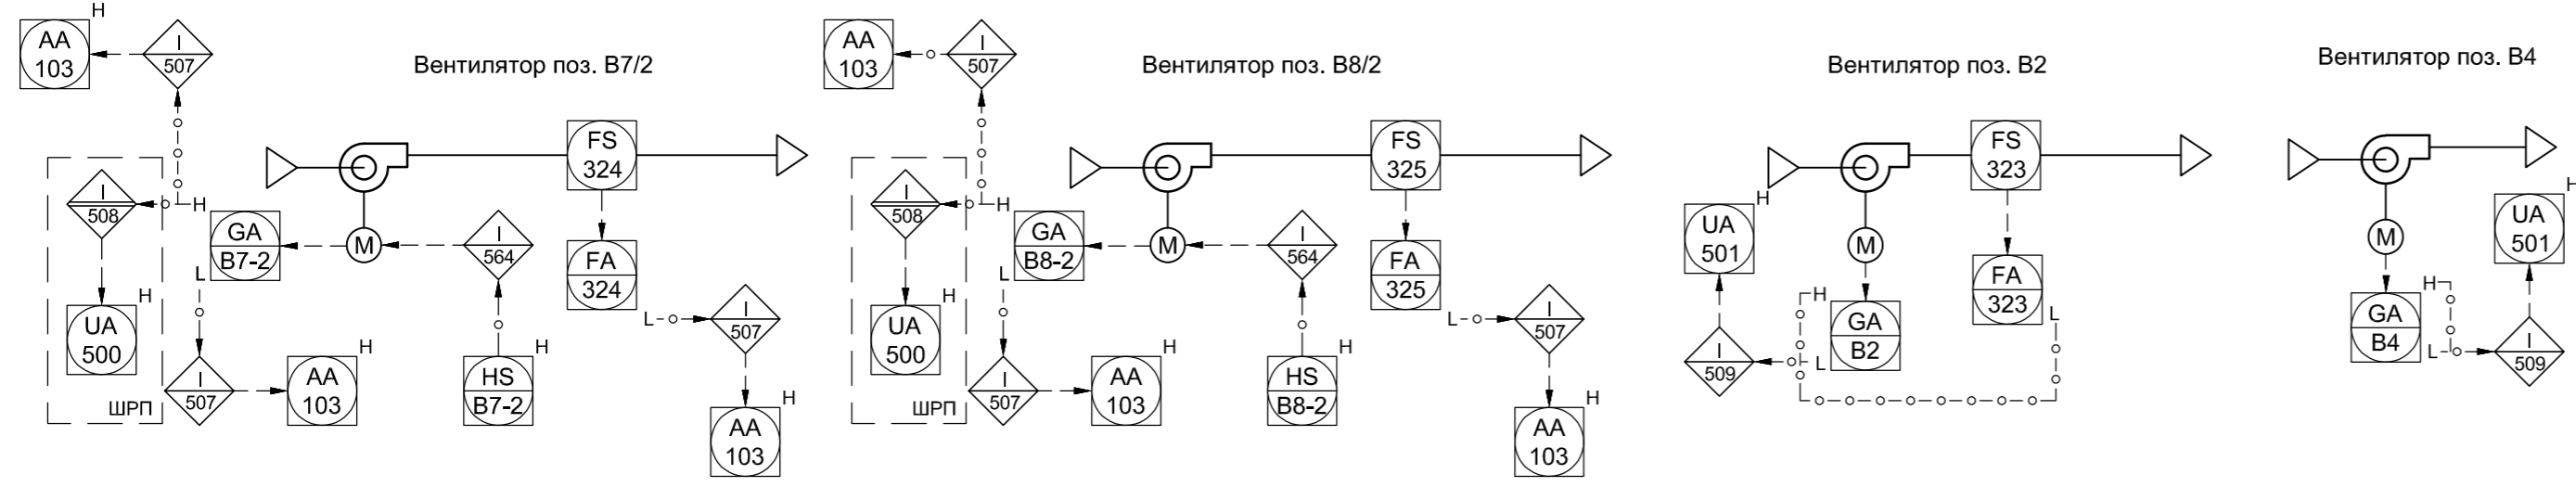 H
AA
103
I
507
Вентилятор поз. В7/2
FS
324
I
508
H
GA
B7-2
M
I
564
FA
324
L
H
UA
500
ШРП
I
507
H
AA
103
H
HS
B7-2
L
I
507
H
AA
103
AA
103
I
507
Вентилятор поз. В8/2
FS
325
I
508
H
GA
B8-2
M
I
564
FA
325
L
H
UA
500
ШРП
I
507
H
AA
103
H
HS
B8-2
L
I
507
H
AA
103
Вентилятор поз. В2
FS
323
H
UA
501
M
FA
323
H
GA
B2
L
L
I
509
Вентилятор поз. В4
H
UA
501
M
H
GA
B4
L
I
509